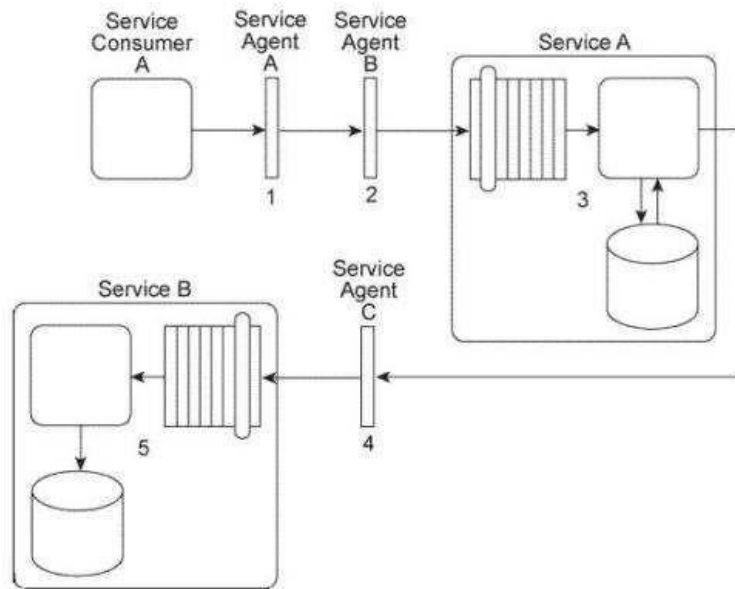 Service
Consumer
A
Service
Agent
A
Service
Agent
B
Service A
1
2
3
Service B
Service
Agent
C
4
5